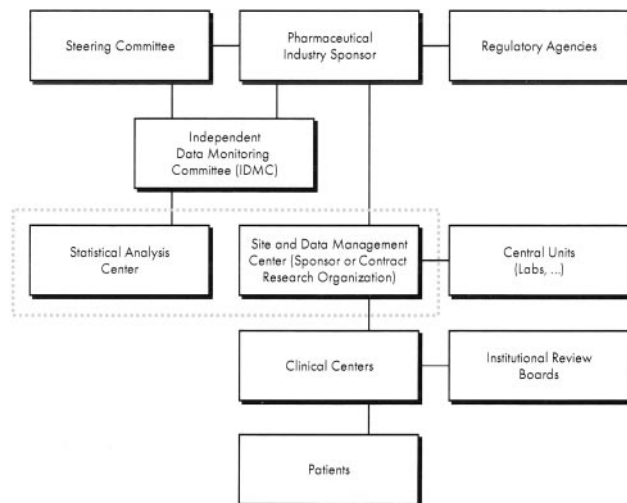 Steering Committee
Pharmaceutical
Industry Sponsor
Regulatory Agencies
Independent
Data Monitoring
Committee (IDMC)
Statistical Analysis
Center
Site and Data Management
Center (Sponsor or Contract
Research Organization)
Central Units
(Labs, ...)
Clinical Centers
Institutional Review
Boards
Patients